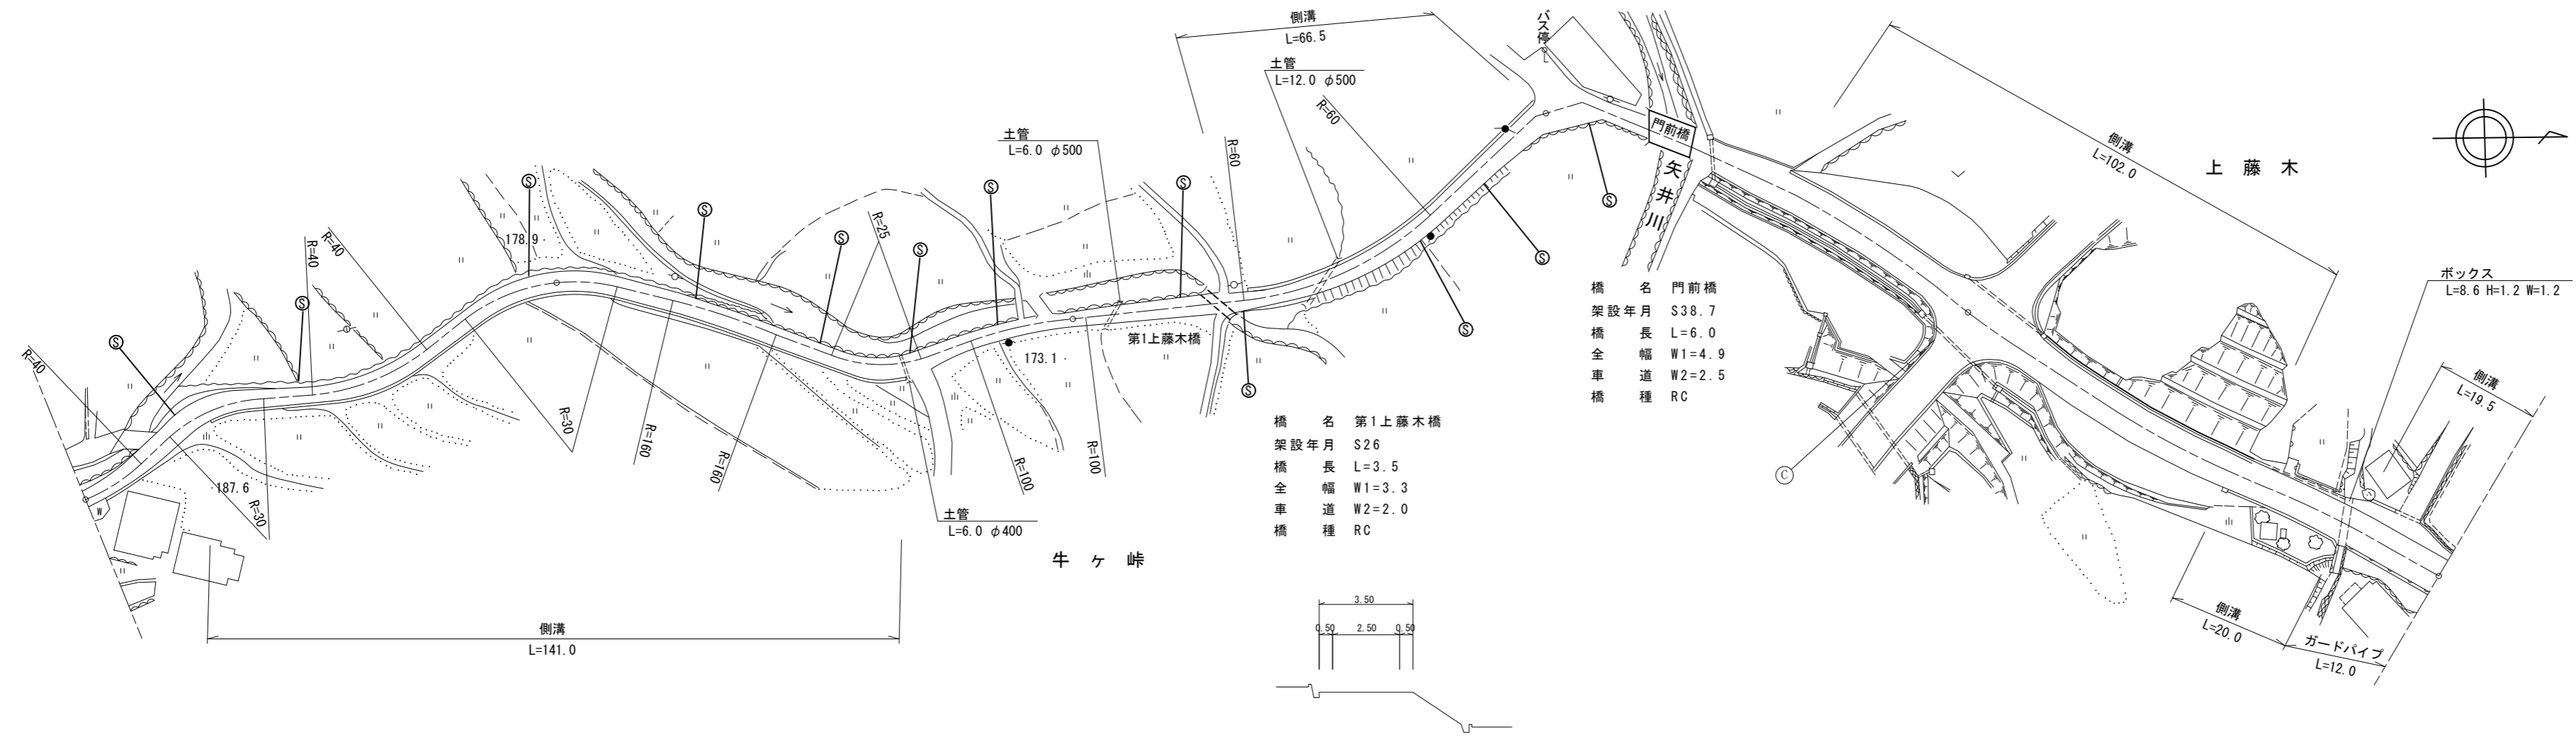 側溝
L=66.5
バス停
土管
L=12.0 φ500
R=60
土管
L=6.0 φ500
R=60
門前橋
矢井川
側溝
L=102.0
上藤木
ボックス
L=8.6 H=1.2 W=1.2
側溝
L=19.5
R=40
R=40
R=40
178.9
R=25
S
S
S
S
S
S
S
S
S
S
S
S
S
173.1
第1上藤木橋
187.6
R=30
R=30
R=160
R=160
R=100
R=100
W
土管
L=6.0 φ400
牛ヶ峠
側溝
L=141.0
橋名 門前橋
架設年月 S38.7
橋長 L=6.0
全幅 W1=4.9
車道 W2=2.5
橋種 RC
橋名 第1上藤木橋
架設年月 S26
橋長 L=3.5
全幅 W1=3.3
車道 W2=2.0
橋種 RC
C
3.50
0.50 2.50 0.50
側溝
L=20.0
ガードパイプ
L=12.0